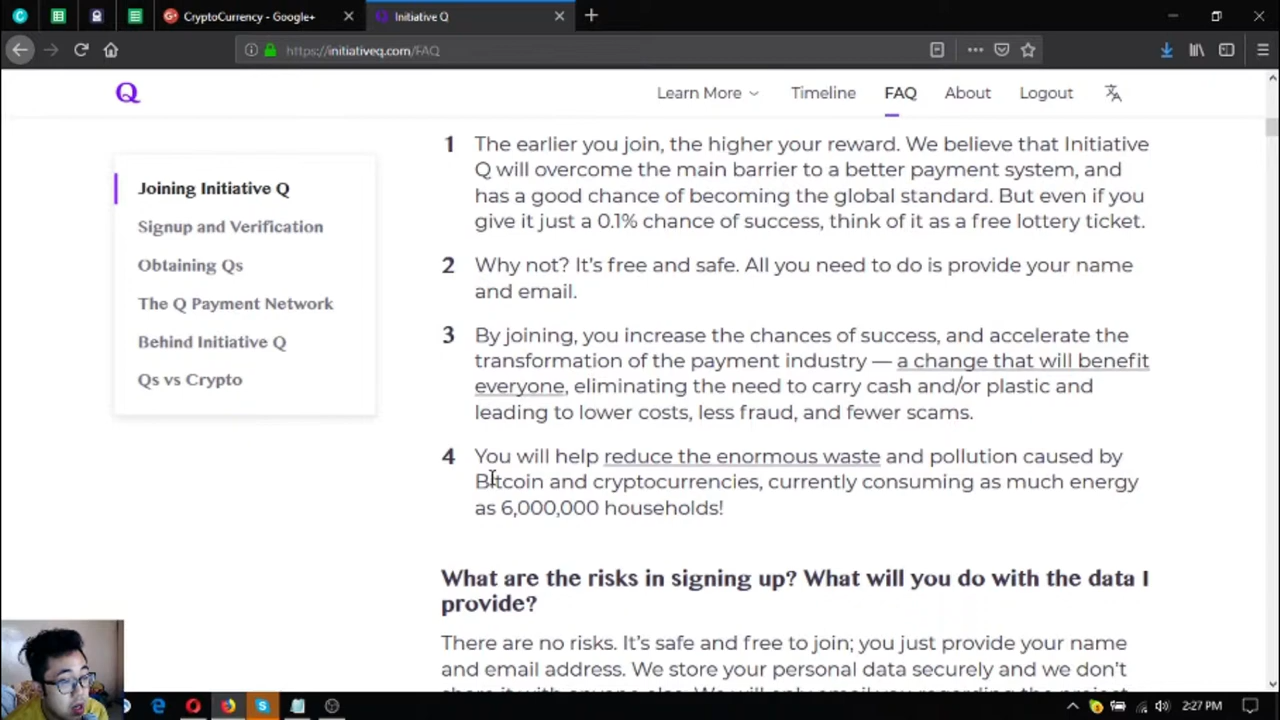 CryptoCurrency - Google+
Initiative Q
https://initiativeq.com/FAQ
Q
Learn More
Timeline
FAQ
About
Logout
Joining Initiative Q
Signup and Verification
Obtaining Qs
The Q Payment Network
Behind Initiative Q
Qs vs Crypto
1 The earlier you join, the higher your reward. We believe that Initiative
Q will overcome the main barrier to a better payment system, and
has a good chance of becoming the global standard. But even if you
give it just a 0.1% chance of success, think of it as a free lottery ticket.
2 Why not? It's free and safe. All you need to do is provide your name
and email.
3 By joining, you increase the chances of success, and accelerate the
transformation of the payment industry — a change that will benefit
everyone, eliminating the need to carry cash and/or plastic and
leading to lower costs, less fraud, and fewer scams.
4 You will help reduce the enormous waste and pollution caused by
Bitcoin and cryptocurrencies, currently consuming as much energy
as 6,000,000 households!
What are the risks in signing up? What will you do with the data I
provide?
There are no risks. It's safe and free to join; you just provide your name
and email address. We store your personal data securely and we don't
2:27 PM